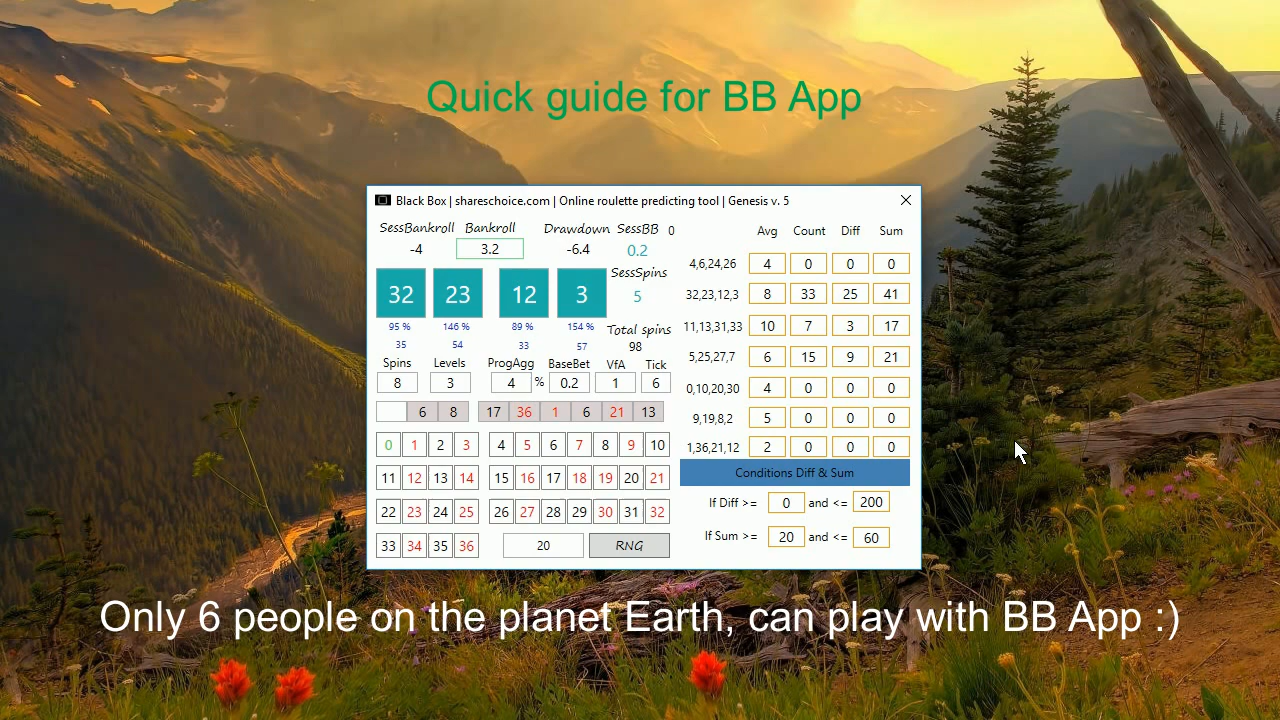 Quick guide for BB App
Black Box | shareschoice.com | Online roulette predicting tool | Genesis v. 5
SessBankroll Bankroll Drawdown SessBB 0
-4 3.2 -6.4 0.2
32 23 12 3
SessSpins
5
95 % 146 % 89 % 154 %
35 54 33 57
Total spins
98
Spins Levels ProgAgg BaseBet VfA Tick
8 3 4 % 0.2 1 6
6 8 17 36 1 6 21 13
0 1 2 3 4 5 6 7 8 9 10
11 12 13 14 15 16 17 18 19 20 21
22 23 24 25 26 27 28 29 30 31 32
33 34 35 36 20 RNG
Avg Count Diff Sum
4,6,24,26 4 0 0 0
32,23,12,3 8 33 25 41
11,13,31,33 10 7 3 17
5,25,27,7 6 15 9 21
0,10,20,30 4 0 0 0
9,19,8,2 5 0 0 0
1,36,21,12 2 0 0 0
Conditions Diff & Sum
If Diff >= 0 and <= 200
If Sum >= 20 and <= 60
Only 6 people on the planet Earth, can play with BB App :)